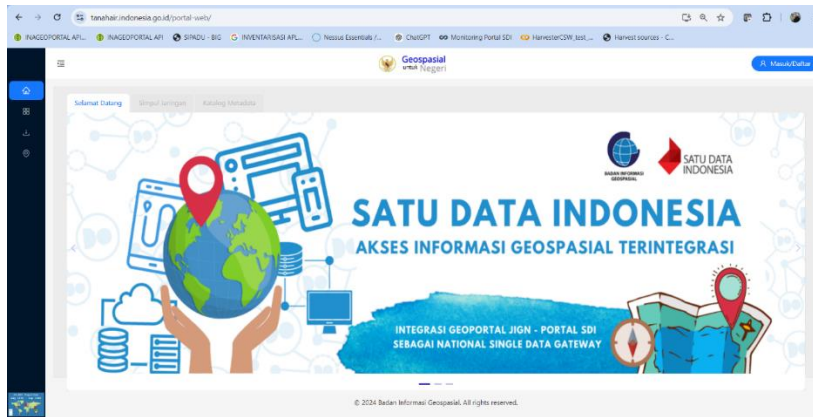 tanahair.indonesia.go.id/portal-web/
INAGEOPORTAL API...
INAGEOPORTAL API
SIPADU - BIG
INVENTARISASI APL...
Nessus Essentials /...
ChatGPT
Monitoring Portal SDI
HarvesterCSW_test_...
Harvest sources - C...
Geospasial
untuk Negeri
Masuk/Daftar
Selamat Datang
Simpul Jaringan
Katalog Metadata
BADAN INFORMASI
GEOSPASIAL
SATU DATA
INDONESIA
SATU DATA INDONESIA
AKSES INFORMASI GEOSPASIAL TERINTEGRASI
INTEGRASI GEOPORTAL JIGN - PORTAL SDI
SEBAGAI NATIONAL SINGLE DATA GATEWAY
© 2024 Badan Informasi Geospasial. All rights reserved.